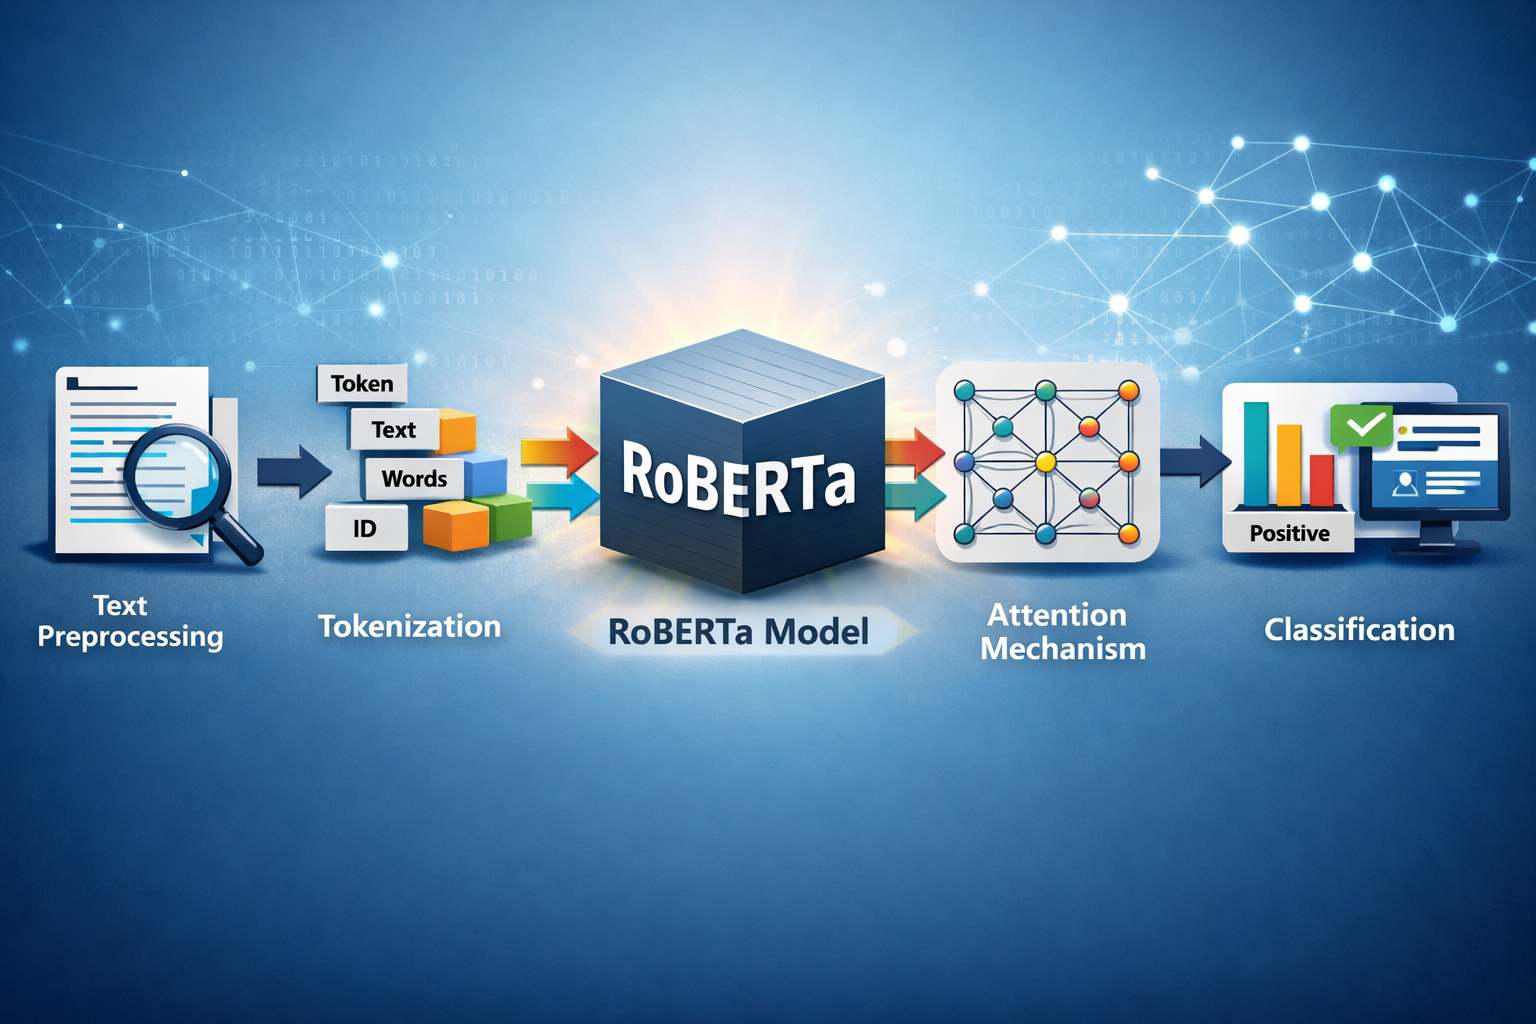 Token
Text
Words
ID
RoBERTa
Positive
Text
Preprocessing
Tokenization
RoBERTa Model
Attention
Mechanism
Classification